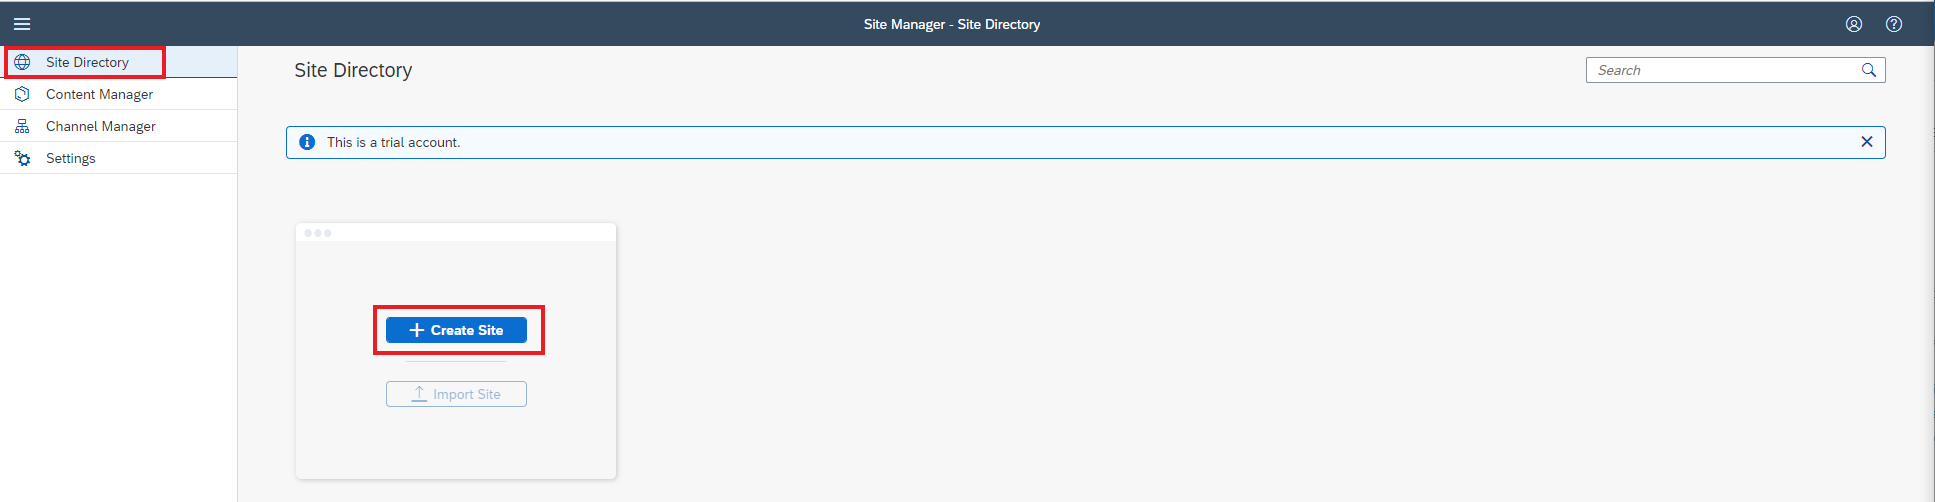 Site Manager - Site Directory
Site Directory
Content Manager
Channel Manager
Settings
Site Directory
Search
This is a trial account.
Create Site
Import Site